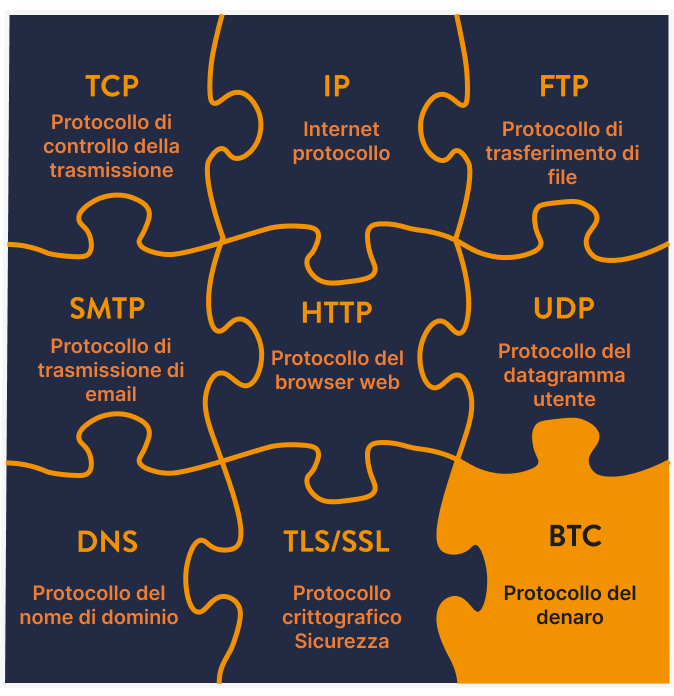 TCP
Protocollo di
controllo della
trasmissione
IP
Internet
protocollo
FTP
Protocollo di
trasferimento di
file
SMTP
Protocollo di
trasmissione di
email
HTTP
Protocollo del
browser web
UDP
Protocollo del
datagramma
utente
DNS
Protocollo del
nome di dominio
TLS/SSL
Protocollo
crittografico
Sicurezza
BTC
Protocollo del
denaro